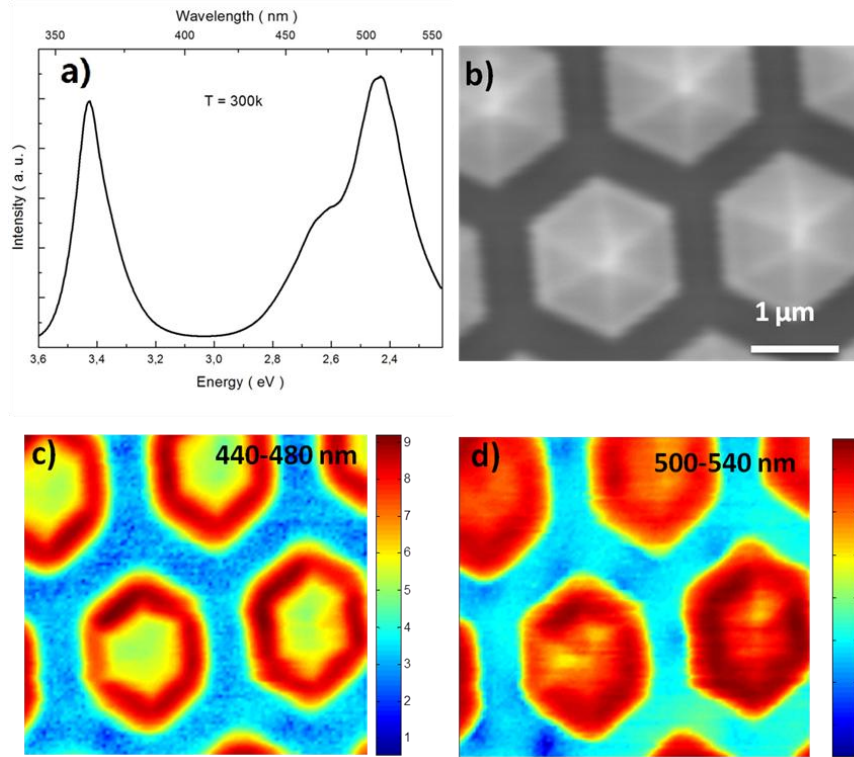 Wavelength ( nm )
350 400 450 500 550
a)
T = 300k
Intensity ( a. u. )
3,6 3,4 3,2 3,0 2,8 2,6 2,4
Energy ( eV )
b)
1 µm
c)
440-480 nm
9
8
7
6
5
4
3
2
1
d)
500-540 nm